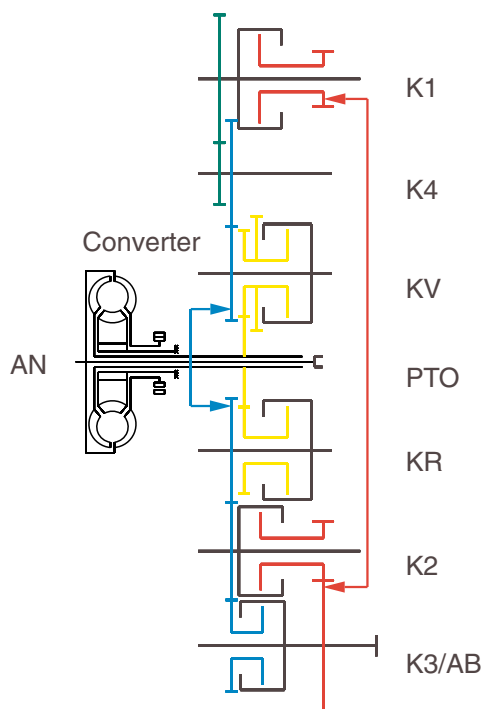 K1
K4
Converter
KV
AN
PTO
KR
K2
K3/AB